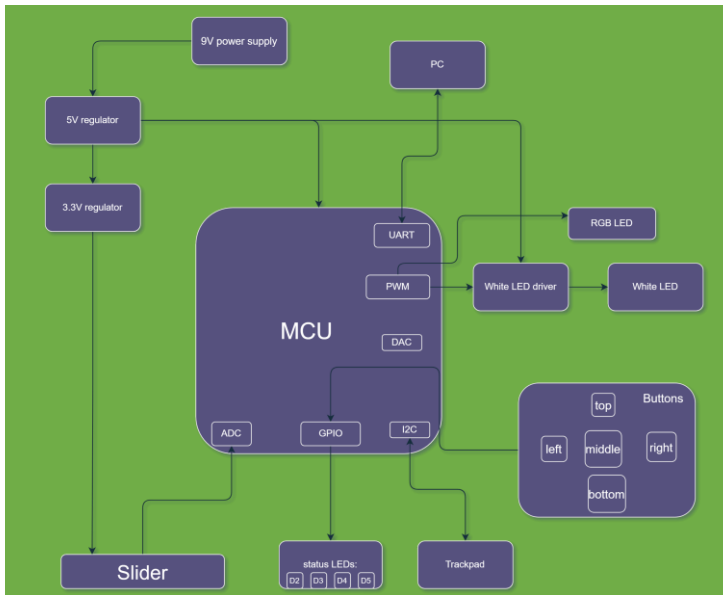 9V power supply
PC
5V regulator
3.3V regulator
UART
RGB LED
PWM
White LED driver
White LED
MCU
DAC
Buttons
top
left
middle
right
bottom
ADC
GPIO
I2C
Slider
status LEDs:
D2 D3 D4 D5
Trackpad